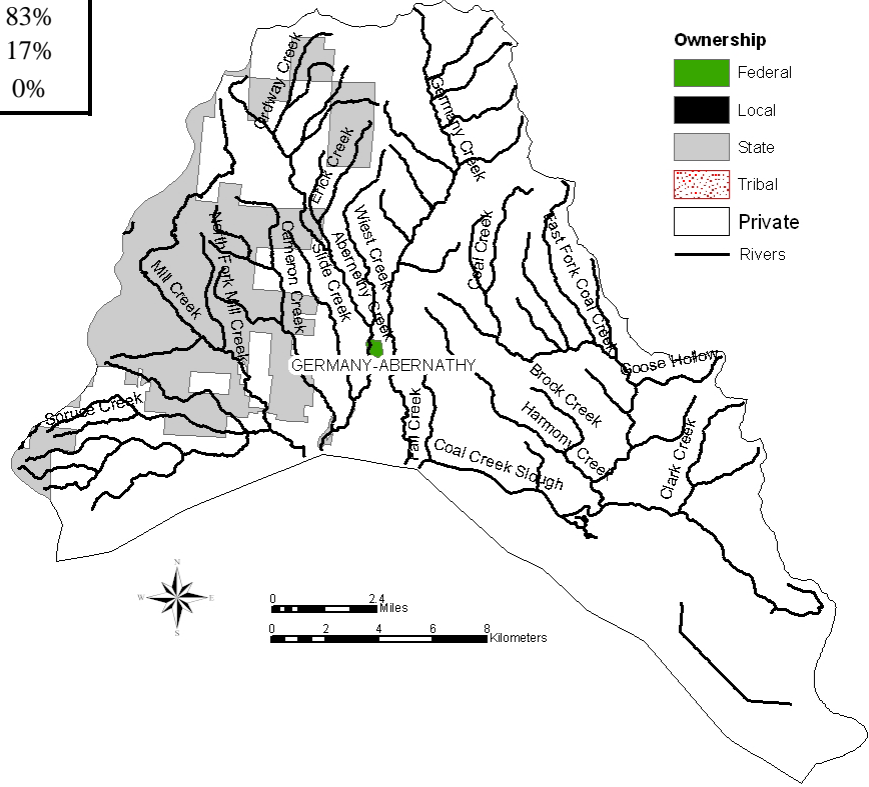 83%
17%
0%
Ownership
Federal
Local
State
Tribal
Private
Rivers
Ordway Creek
Germany Creek
Erick Creek
Wiest Creek
Abernethy Creek
Slide Creek
Cameron Creek
North Fork Mill Creek
Mill Creek
Coal Creek
East Fork Coal Creek
GERMANY-ABERNATHY
Goose Hollow
Spruce Creek
Fall Creek
Brock Creek
Harmony Creek
Clark Creek
Coal Creek Slough
N
W
E
S
0 2.4
Miles
0 2 4 6 8
Kilometers